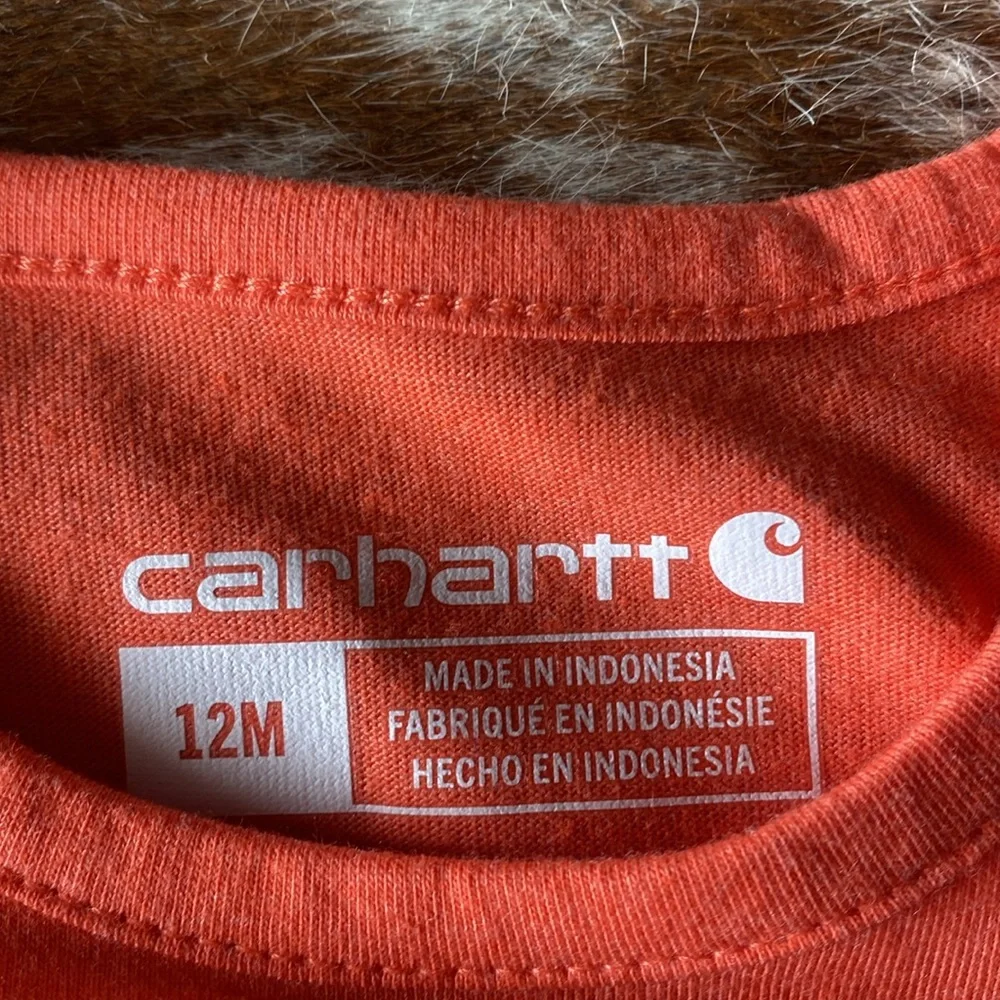 carhartt
12M
MADE IN INDONESIA
FABRIQUÉ EN INDONÉSIE
HECHO EN INDONESIA